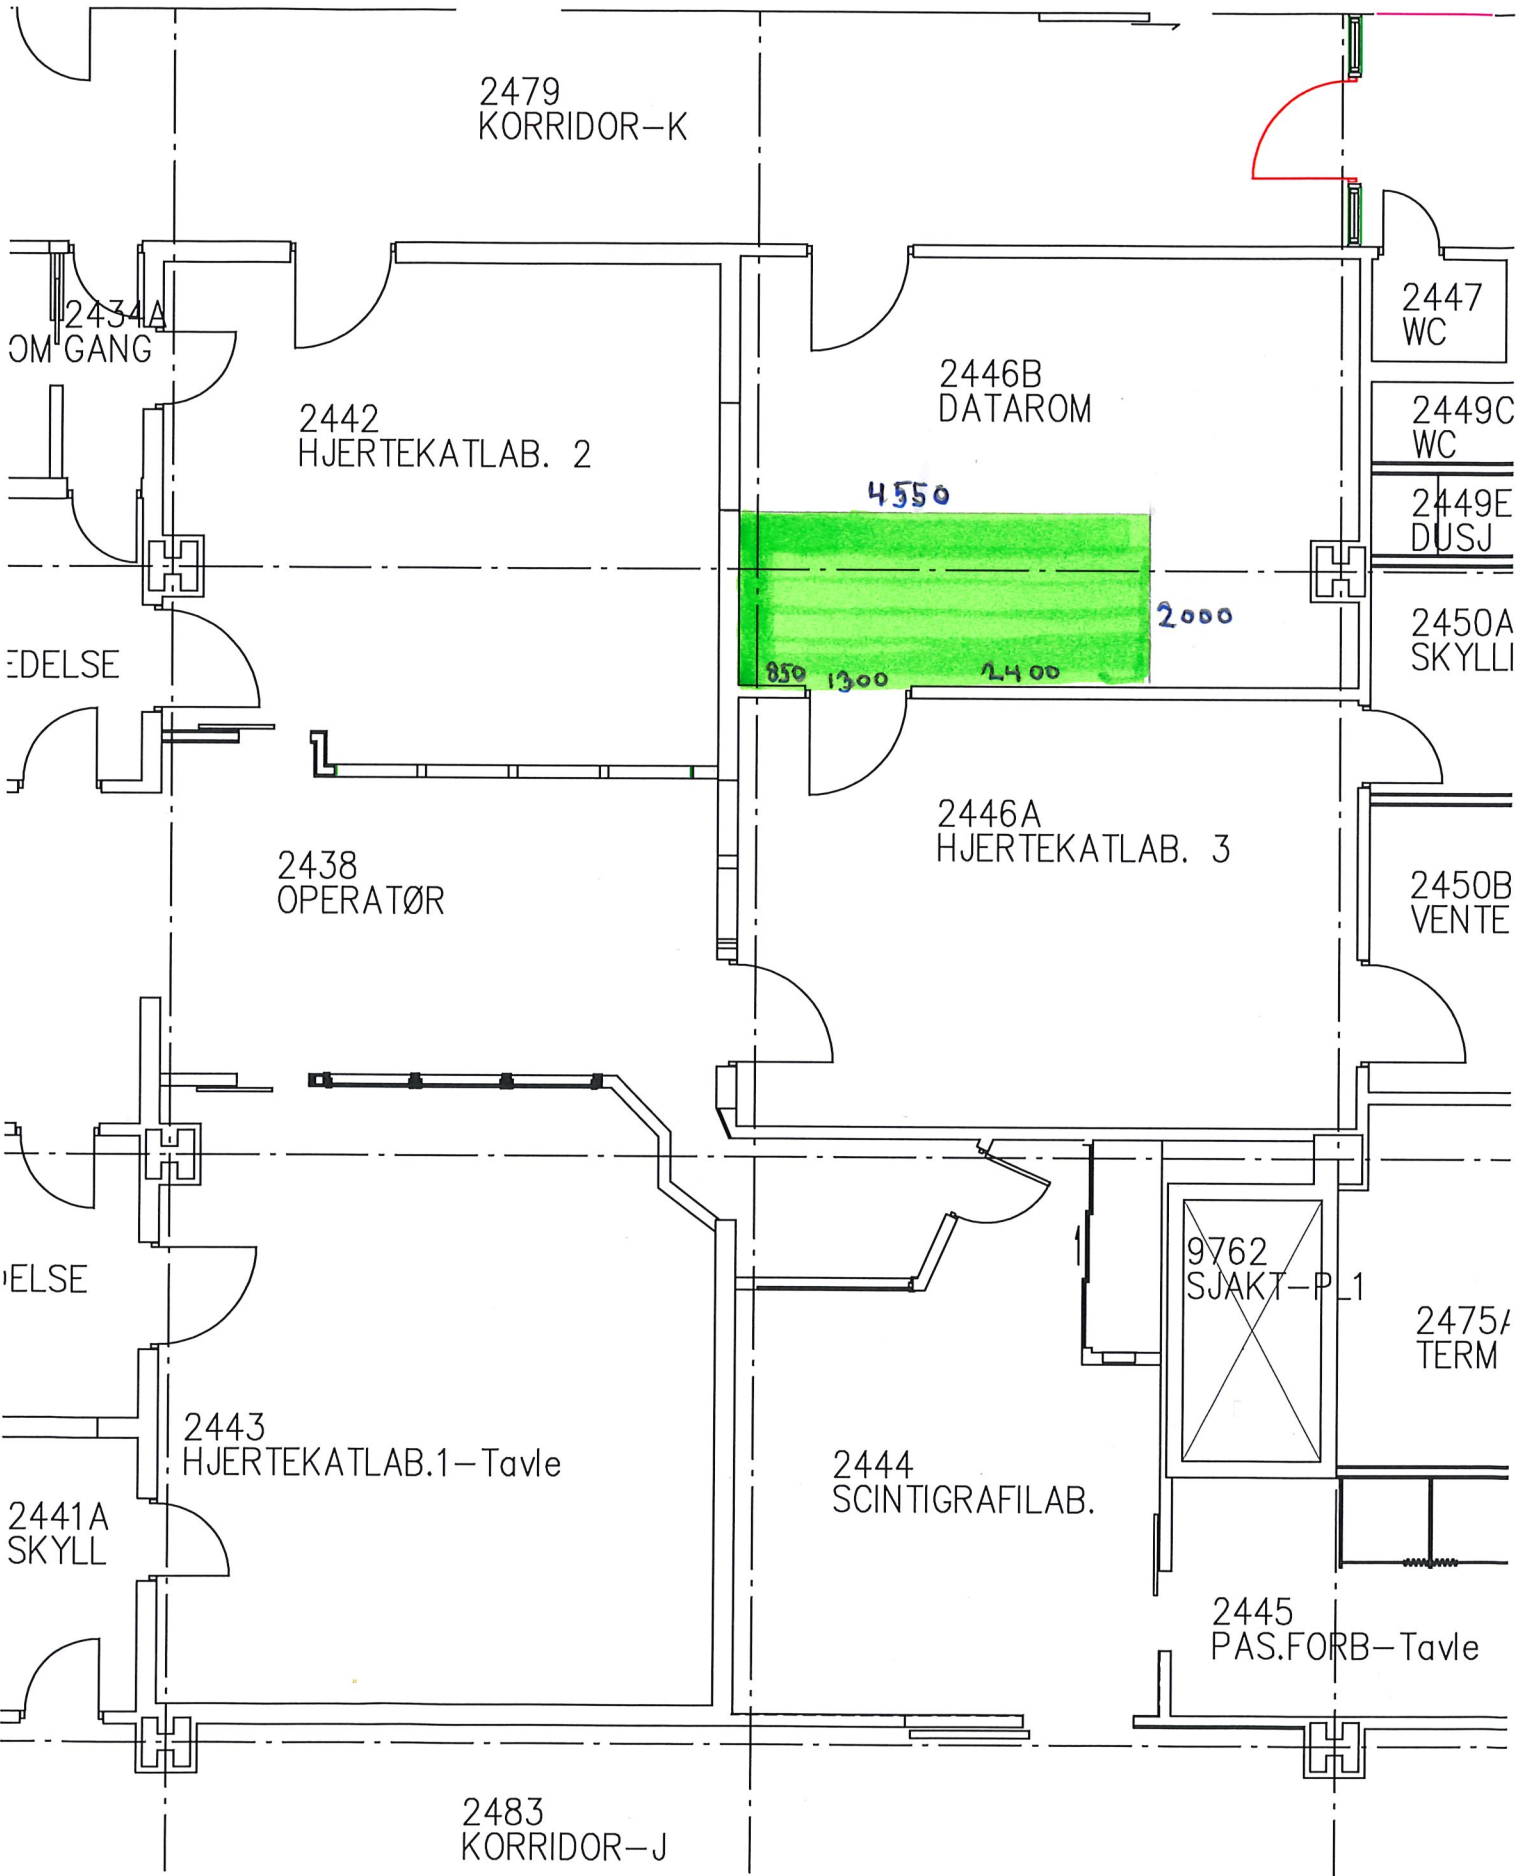 2479
KORRIDOR-K
2434A
OM GANG
2447
WC
2442
HJERTEKATLAB. 2
2446B
DATAROM
2449C
WC
4550
2449E
DUSJ
2000
2450A
SKYLLI
EDELSE
850 1300 2400
2446A
HJERTEKATLAB. 3
2438
OPERATØR
2450B
VENTE
9762
SJAKT-P_1
ELSE
2475A
TERM
2443
HJERTEKATLAB.1-Tavle
2444
SCINTIGRAFILAB.
2441A
SKYLL
2445
PAS.FORB-Tavle
2483
KORRIDOR-J